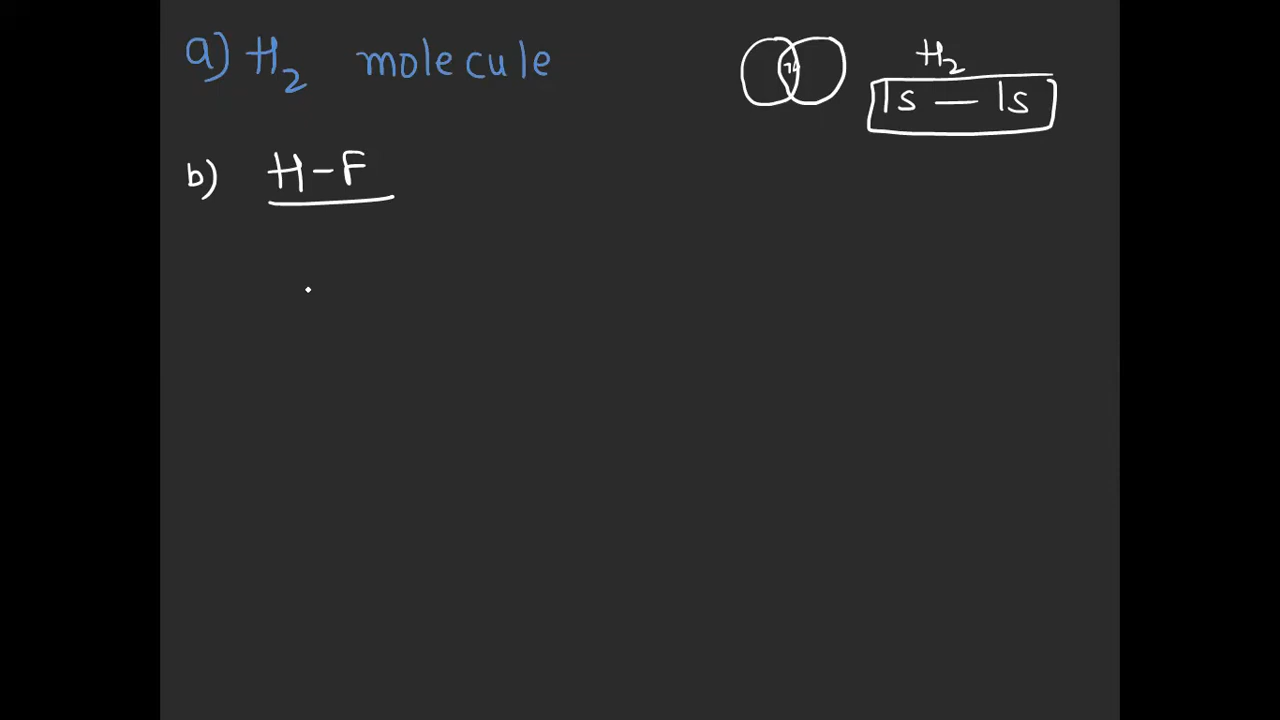 a) H₂ molecule
H₂
1s — 1s
b) H-F